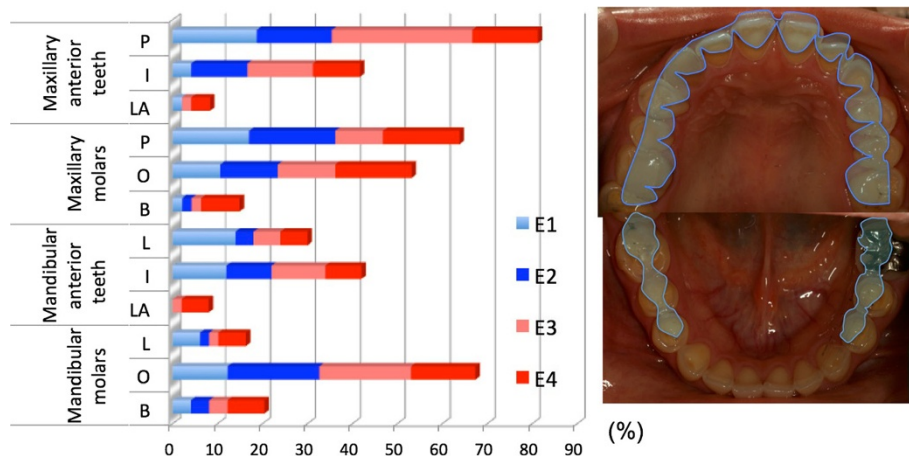 Maxillary
anterior
teeth
P
I
LA
Maxillary
molars
P
O
B
Mandibular
anterior
teeth
L
I
LA
Mandibular
molars
L
O
B
E1
E2
E3
E4
0 10 20 30 40 50 60 70 80 90
(%)